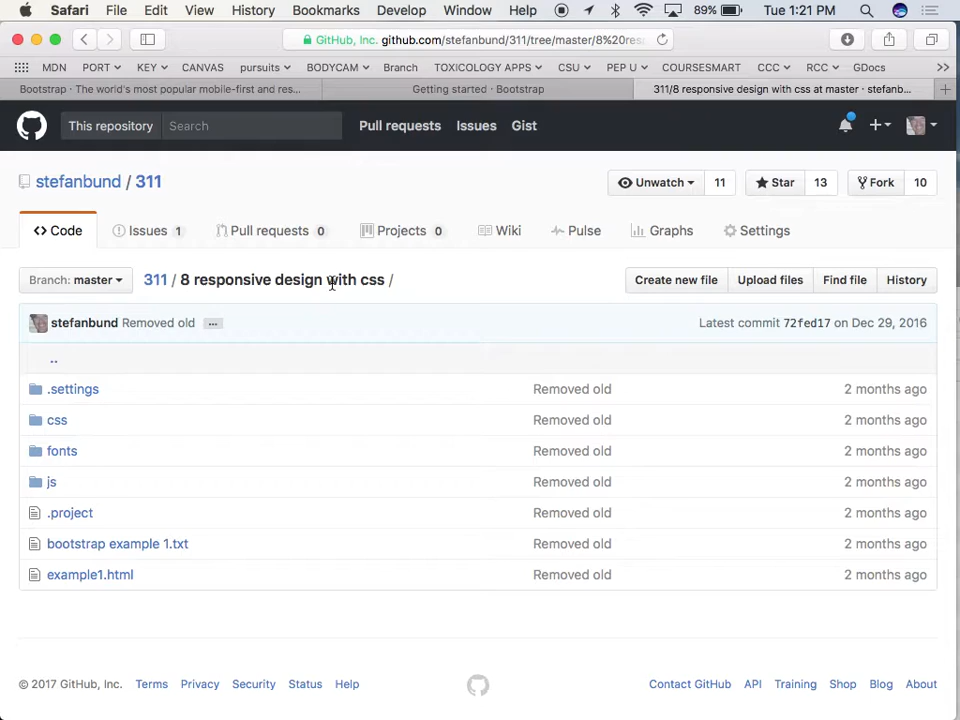 Safari File Edit View History Bookmarks Develop Window Help 89% Tue 1:21 PM
GitHub, Inc. github.com/stefanbund/311/tree/master/8%20res
MDN PORT KEY CANVAS pursuits BODYCAM Branch TOXICOLOGY APPS CSU PEP U COURSESMART CCC RCC GDocs >>
Bootstrap · The world's most popular mobile-first and res... Getting started · Bootstrap 311/8 responsive design with css at master · stefanb... +
This repository Search Pull requests Issues Gist
stefanbund / 311 Unwatch 11 Star 13 Fork 10
Code Issues 1 Pull requests 0 Projects 0 Wiki Pulse Graphs Settings
Branch: master 311 / 8 responsive design with css / Create new file Upload files Find file History
stefanbund Removed old ... Latest commit 72fed17 on Dec 29, 2016
..
.settings Removed old 2 months ago
css Removed old 2 months ago
fonts Removed old 2 months ago
js Removed old 2 months ago
.project Removed old 2 months ago
bootstrap example 1.txt Removed old 2 months ago
example1.html Removed old 2 months ago
© 2017 GitHub, Inc. Terms Privacy Security Status Help Contact GitHub API Training Shop Blog About